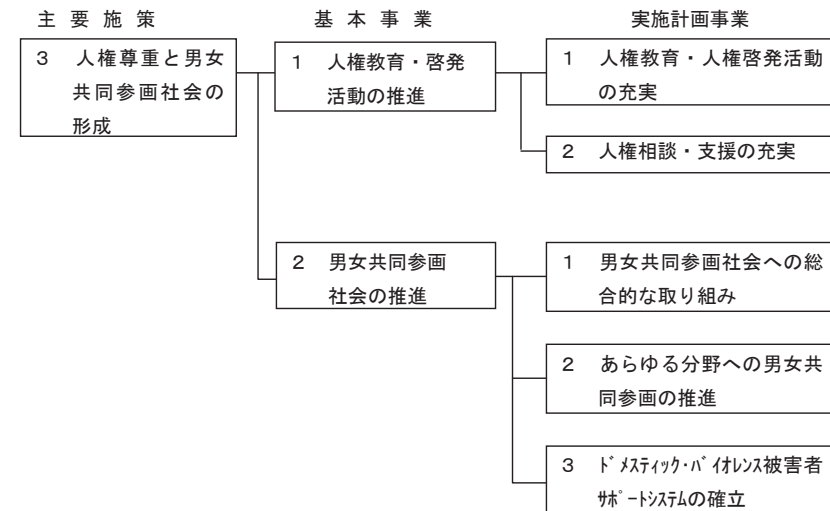 主要施策
基本事業
実施計画事業
3 人権尊重と男女
共同参画社会の
形成
1 人権教育・啓発
活動の推進
1 人権教育・人権啓発活動
の充実
2 人権相談・支援の充実
2 男女共同参画
社会の推進
1 男女共同参画社会への総
合的な取り組み
2 あらゆる分野への男女共
同参画の推進
3 ﾄﾞﾒｽﾃｨｯｸ・ﾊﾞｲｵﾚﾝｽ被害者
ｻﾎﾟｰﾄｼｽﾃﾑの確立